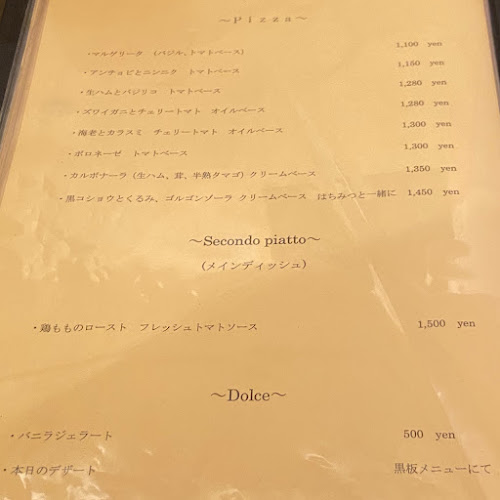 ～Pizza～
・マルゲリータ （バジル,トマトベース） 1,100 yen
・アンチョビとニンニク トマトベース 1,150 yen
・生ハムとバジリコ トマトベース 1,280 yen
・ズワイガニとチェリートマト オイルベース 1,280 yen
・海老とカラスミ チェリートマト オイルベース 1,300 yen
・ボロネーゼ トマトベース 1,300 yen
・カルボナーラ（生ハム、茸、半熟タマゴ）クリームベース 1,350 yen
・黒コショウとくるみ、ゴルゴンゾーラ クリームベース はちみつと一緒に 1,450 yen
～Secondo piatto～
（メインディッシュ）
・鶏もものロースト フレッシュトマトソース 1,500 yen
～Dolce～
・バニラジェラート 500 yen
・本日のデザート 黒板メニューにて